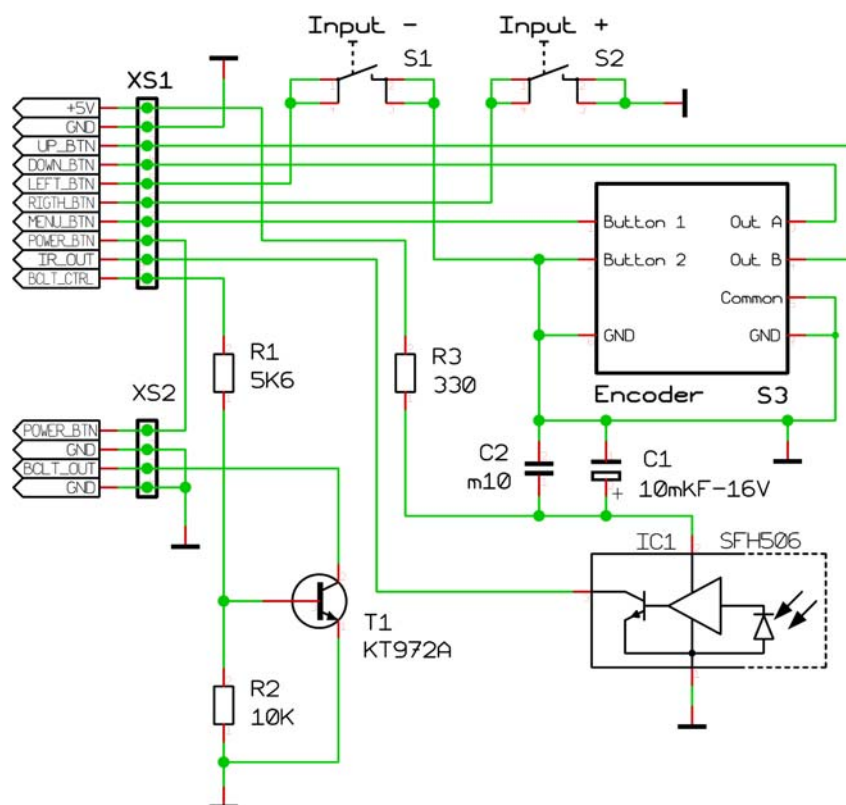 Input -
Input +
S1
S2
XS1
+5V
GND
UP_BTN
DOWN_BTN
LEFT_BTN
RIGTH_BTN
MENU_BTN
POWER_BTN
IR_OUT
BCLT_CTRL
Button 1
Out A
Button 2
Out B
Common
GND
GND
Encoder
S3
R1
5K6
R3
330
XS2
POWER_BTN
GND
BCLT_OUT
GND
C2
m10
C1
10mKF-16V
+
IC1
SFH506
T1
KT972A
R2
10K